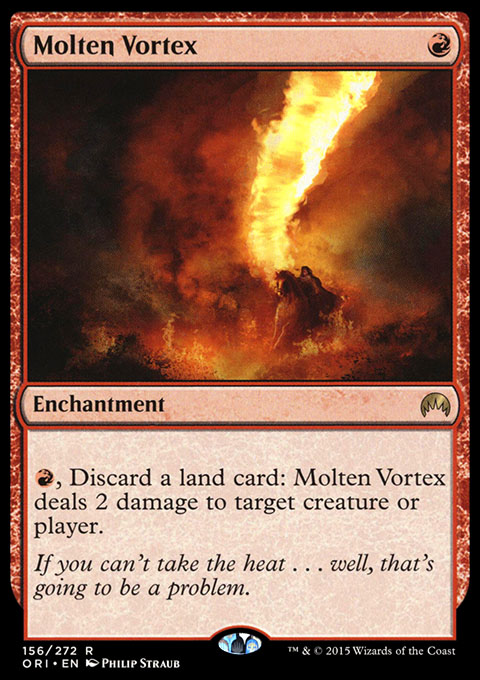 Molten Vortex
Enchantment
, Discard a land card: Molten Vortex
deals 2 damage to target creature or
player.
If you can't take the heat . . . well, that's
going to be a problem.
156/272 R
ORI • EN Philip Straub
™ & © 2015 Wizards of the Coast